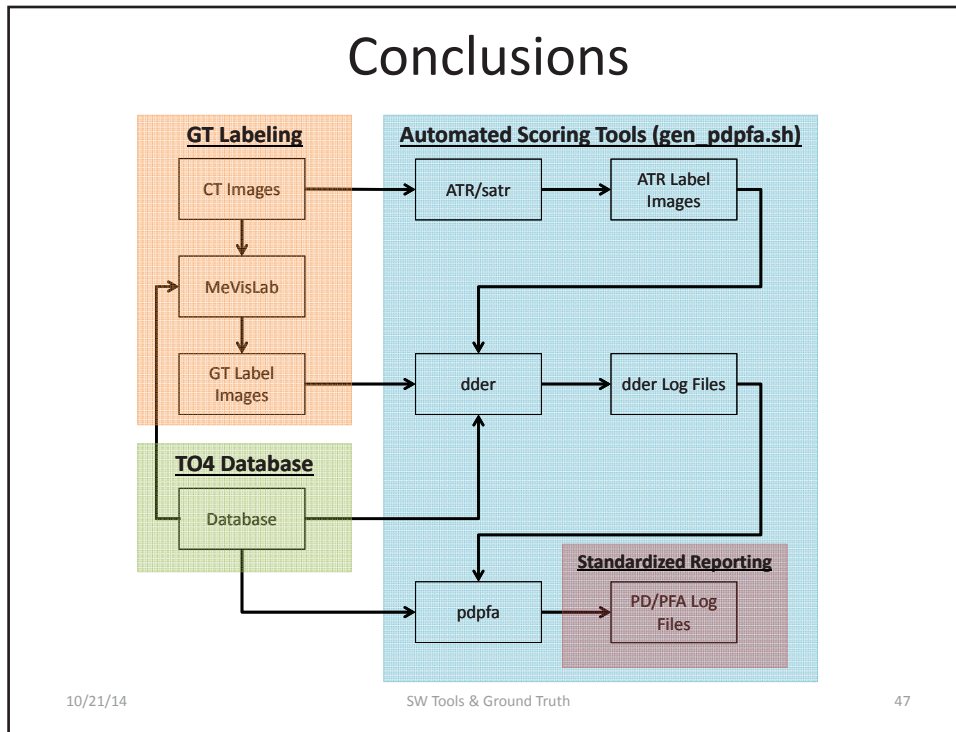 Conclusions
GT Labeling
CT Images
MeVisLab
GT Label
Images
TO4 Database
Database
Automated Scoring Tools (gen_pdpfa.sh)
ATR/satr
ATR Label
Images
dder
dder Log Files
pdpfa
Standardized Reporting
PD/PFA Log
Files
10/21/14
SW Tools & Ground Truth
47